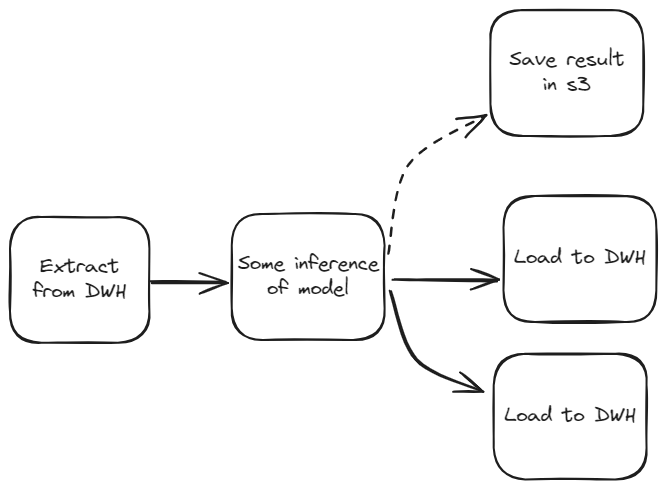 Save result
in s3
Extract
from DWH
Some inference
of model
Load to DWH
Load to DWH